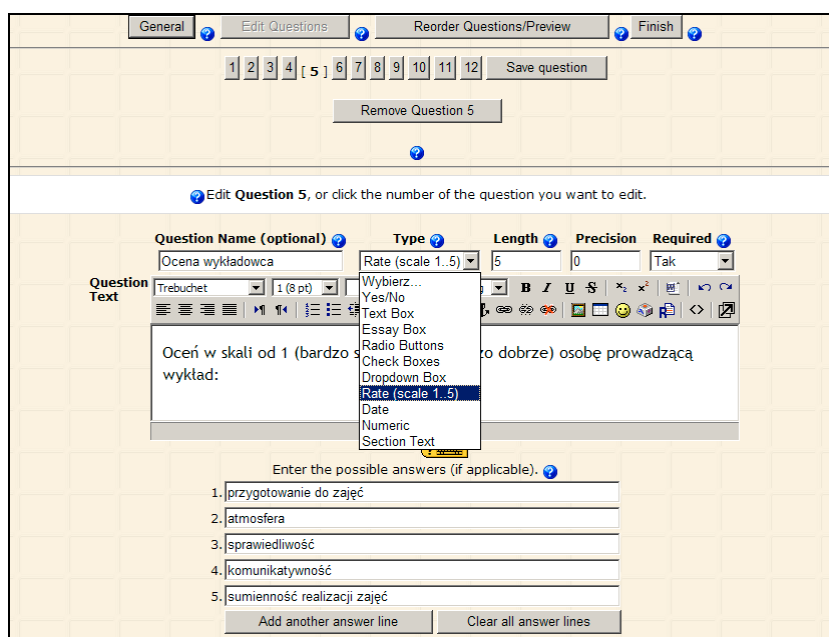 General Edit Questions Reorder Questions/Preview Finish
1 2 3 4 [ 5 ] 6 7 8 9 10 11 12 Save question
Remove Question 5
Edit Question 5, or click the number of the question you want to edit.
Question Name (optional) Type Length Precision Required
Ocena wykładowca Rate (scale 1..5) 5 0 Tak
Question Text
Trebuchet 1 (8 pt)
Wybierz...
Yes/No
Text Box
Essay Box
Radio Buttons
Check Boxes
Dropdown Box
Rate (scale 1..5)
Date
Numeric
Section Text
Oceń w skali od 1 (bardzo dobrze) osobę prowadzącą
wykład:
Enter the possible answers (if applicable).
1. przygotowanie do zajęć
2. atmosfera
3. sprawiedliwość
4. komunikatywność
5. sumienność realizacji zajęć
Add another answer line Clear all answer lines